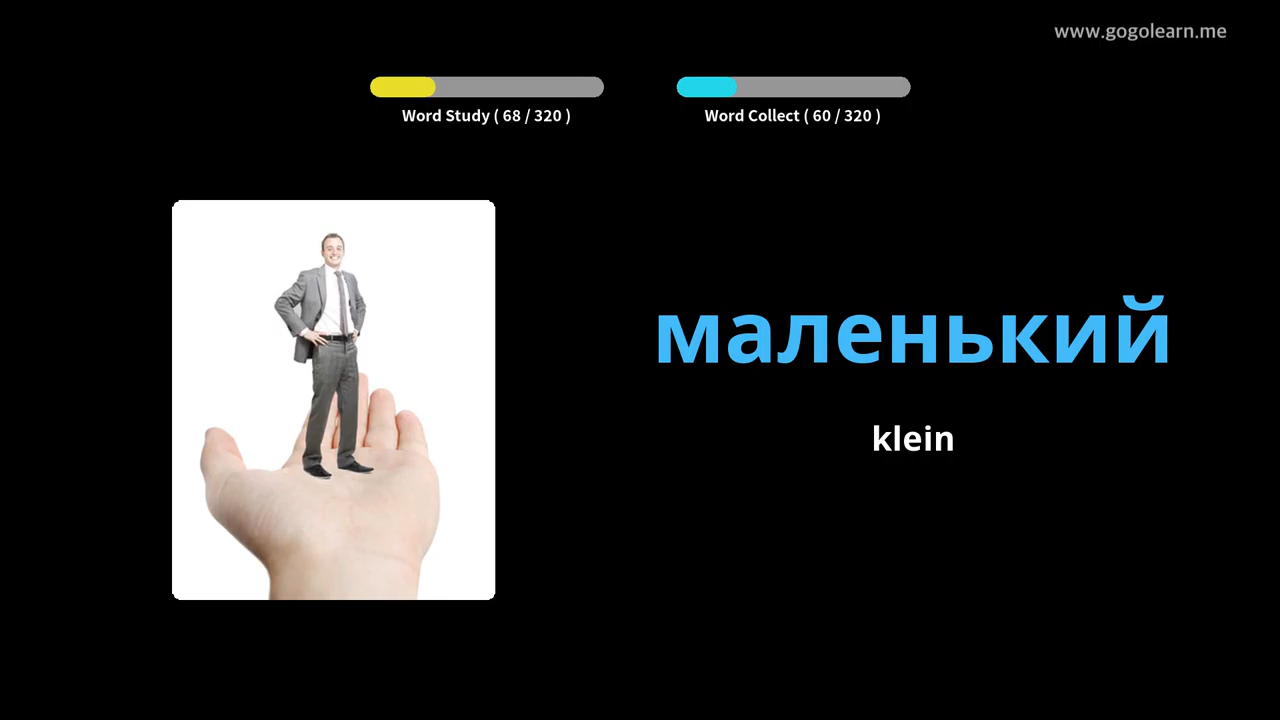 www.gogolearn.me
Word Study ( 68 / 320 )
Word Collect ( 60 / 320 )
маленький
klein